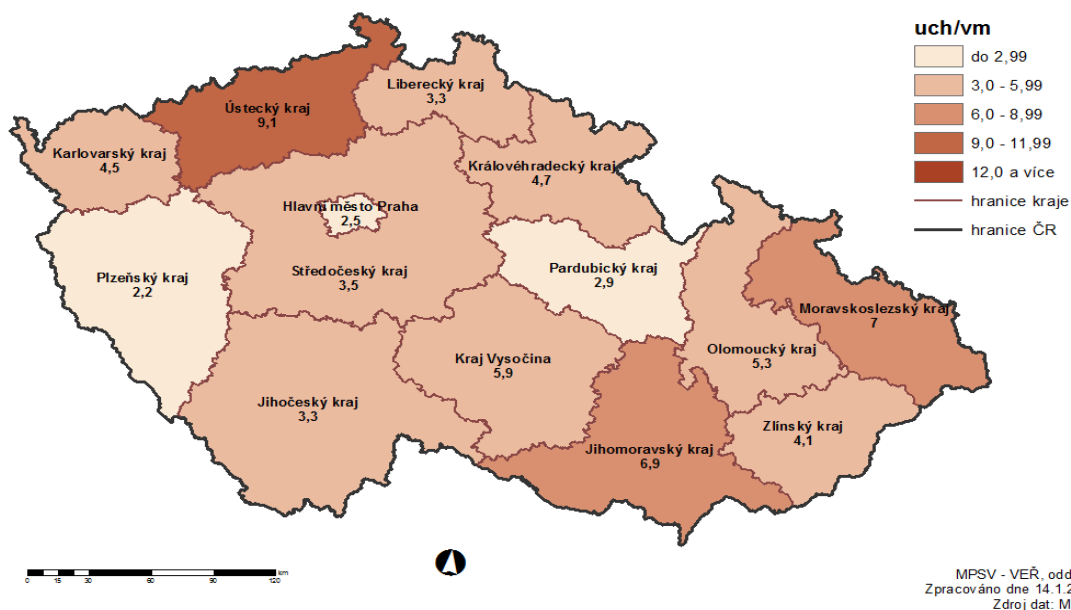 uch/vm
do 2,99
3,0 - 5,99
6,0 - 8,99
9,0 - 11,99
12,0 a více
hranice kraje
hranice ČR
Liberecký kraj
3,3
Ústecký kraj
9,1
Karlovarský kraj
4,5
Královéhradecký kraj
4,7
Hlavní město Praha
2,5
Středočeský kraj
3,5
Plzeňský kraj
2,2
Pardubický kraj
2,9
Moravskoslezský kraj
7
Olomoucký kraj
5,3
Kraj Vysočina
5,9
Jihočeský kraj
3,3
Zlínský kraj
4,1
Jihomoravský kraj
6,9
km
0 15 30 60 90 120
MPSV - VEŘ, odd
Zpracováno dne 14.1.2
Zdroj dat: M